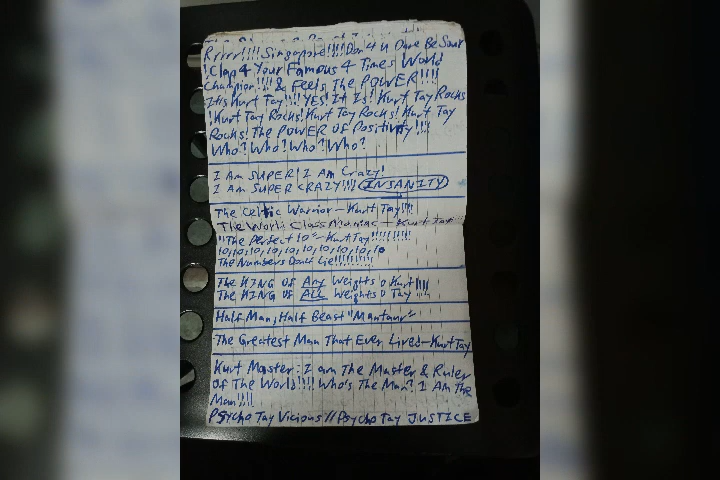 Rrrrr!!!! Singapore!!!! Don 4 U Dare Be Sour
! Clap 4 Your Famous 4 Times World
Champion!!!! & Feels The POWER!!!!
It Is Kurt Tay!!!! YES! It Is! Kurt Tay Rocks
! Kurt Tay Rocks! Kurt Tay Rocks! Kurt Tay
Rocks! The POWER Of Positivity!!!
Who? Who? Who? Who?
I Am SUPER! I Am Crazy!
I Am SUPER CRAZY!!! INSANITY
The Celtic Warrior - Kurt Tay!!!
The World Class Maniac - Kurt Tay
"The Perfect 10" - Kurt Tay!!!!!!!!!
10,10,10,10,10,10,10,10,10,10
The Numbers Don't Lie!!!!!!!!!
The KING OF Any Weights 0 Kurt!!!!
The KING OF ALL Weights 0 Tay
Half Man, Half Beast "Mantaur"
The Greatest Man That Ever Lived - Kurt Tay
Kurt Master: I am The Master & Ruler
Of The World!!!! Who's The Man? I Am The
Man!!!!
Psycho Tay Vicious // Psycho Tay JUSTICE